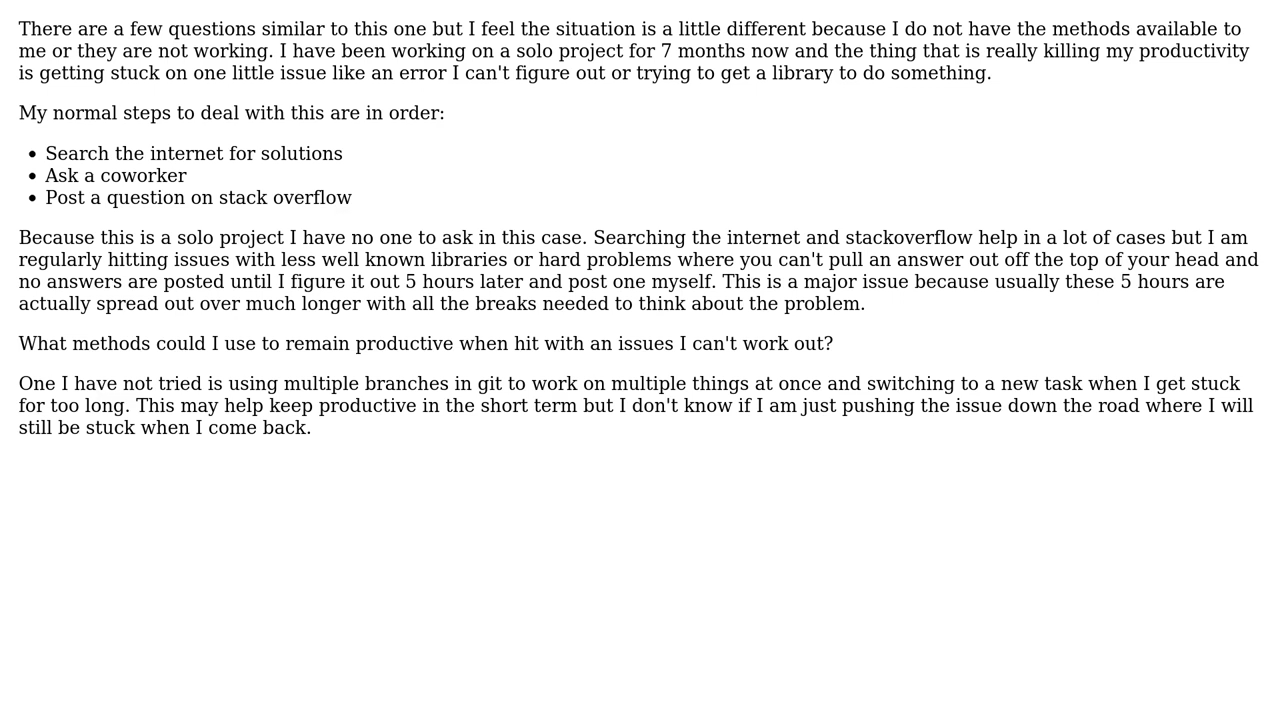 There are a few questions similar to this one but I feel the situation is a little different because I do not have the methods available to
me or they are not working. I have been working on a solo project for 7 months now and the thing that is really killing my productivity
is getting stuck on one little issue like an error I can't figure out or trying to get a library to do something.
My normal steps to deal with this are in order:
• Search the internet for solutions
• Ask a coworker
• Post a question on stack overflow
Because this is a solo project I have no one to ask in this case. Searching the internet and stackoverflow help in a lot of cases but I am
regularly hitting issues with less well known libraries or hard problems where you can't pull an answer out off the top of your head and
no answers are posted until I figure it out 5 hours later and post one myself. This is a major issue because usually these 5 hours are
actually spread out over much longer with all the breaks needed to think about the problem.
What methods could I use to remain productive when hit with an issues I can't work out?
One I have not tried is using multiple branches in git to work on multiple things at once and switching to a new task when I get stuck
for too long. This may help keep productive in the short term but I don't know if I am just pushing the issue down the road where I will
still be stuck when I come back.